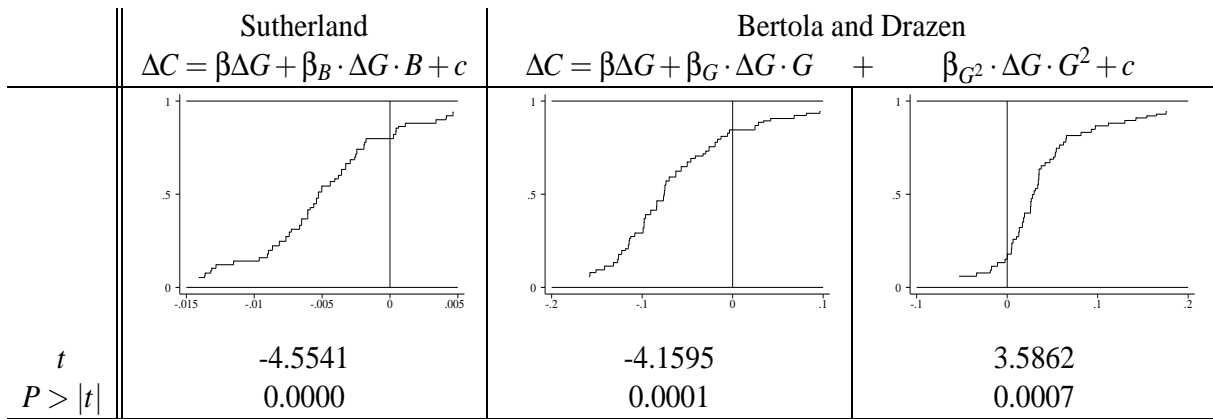 Sutherland Bertola and Drazen
ΔC = βΔG + β_B · ΔG · B + c ΔC = βΔG + β_G · ΔG · G + β_{G²} · ΔG · G² + c
1 1 1
.5 .5 .5
0 0 0
-.015 -.01 -.005 0 .005 -.2 -.1 0 .1 -.1 0 .1 .2
t -4.5541 -4.1595 3.5862
P > |t| 0.0000 0.0001 0.0007